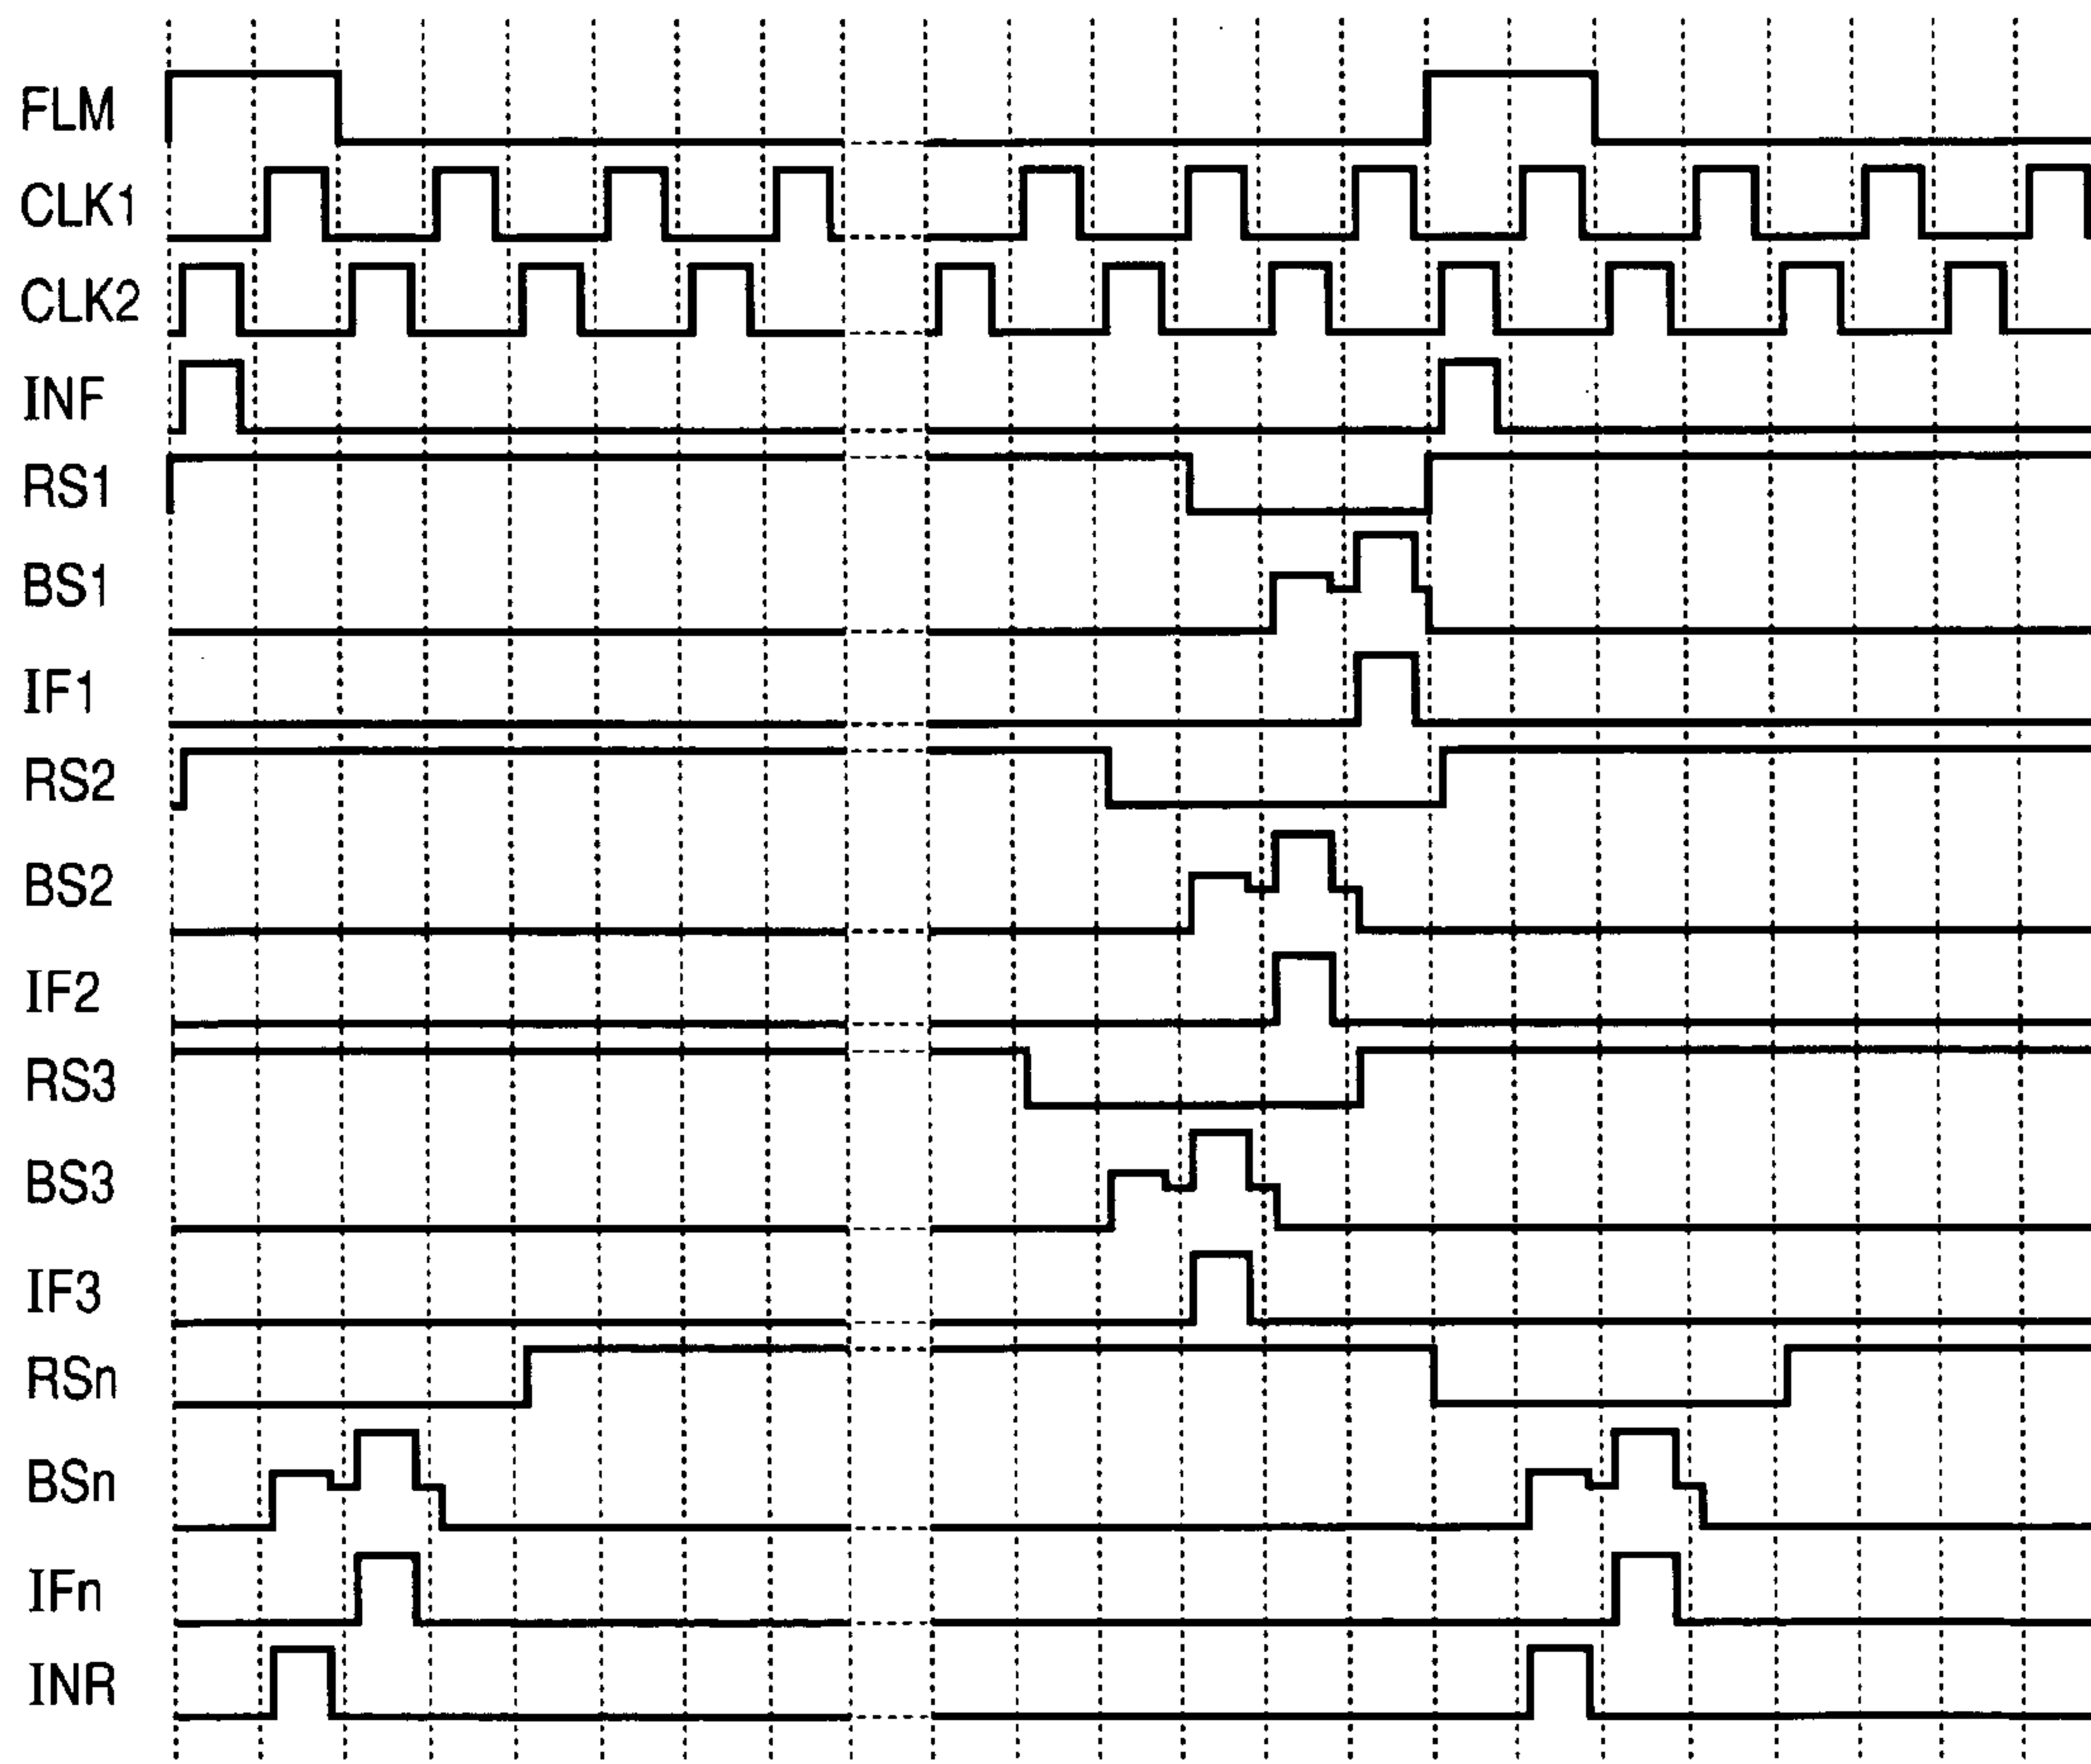 FLM
CLK1
CLK2
INF
RS1
BS1
IF1
RS2
BS2
IF2
RS3
BS3
IF3
RSn
BSn
IFn
INR